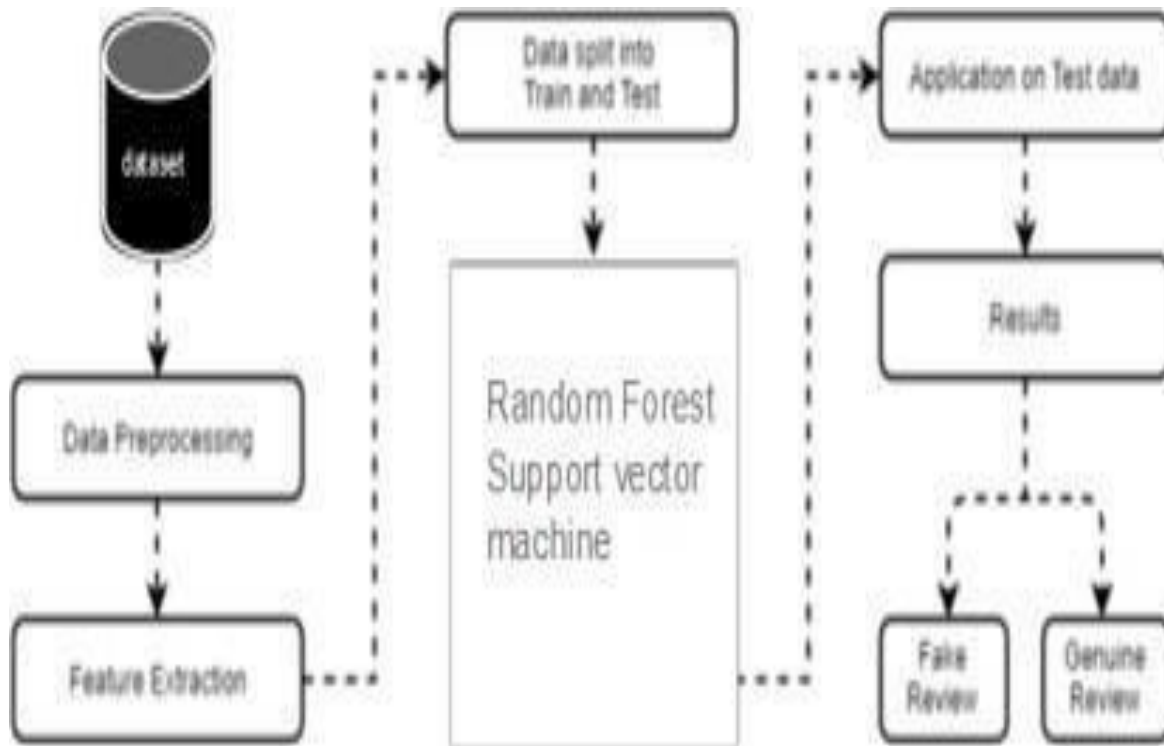 dataset
Data Preprocessing
Feature Extraction
Data split into
Train and Test
Random Forest
Support vector
machine
Application on Test data
Results
Fake
Review
Genuine
Review